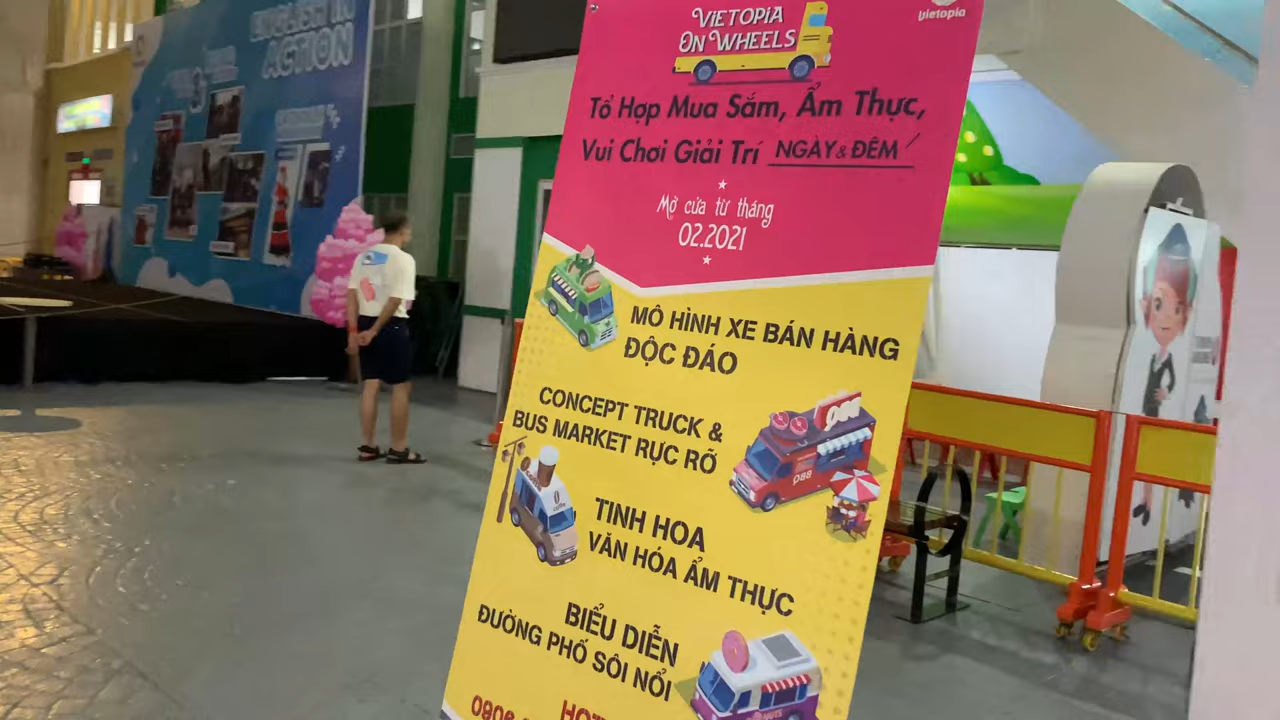 ENGLISH IN
ACTION
VIETOPIA
ON WHEELS
vietopia
Tổ Hợp Mua Sắm, Ẩm Thực,
Vui Chơi Giải Trí NGÀY & ĐÊM
Mở cửa từ tháng
02.2021
MÔ HÌNH XE BÁN HÀNG
ĐỘC ĐÁO
CONCEPT TRUCK &
BUS MARKET RỰC RỠ
TINH HOA
VĂN HÓA ẨM THỰC
BIỂU DIỄN
ĐƯỜNG PHỐ SÔI NỔI